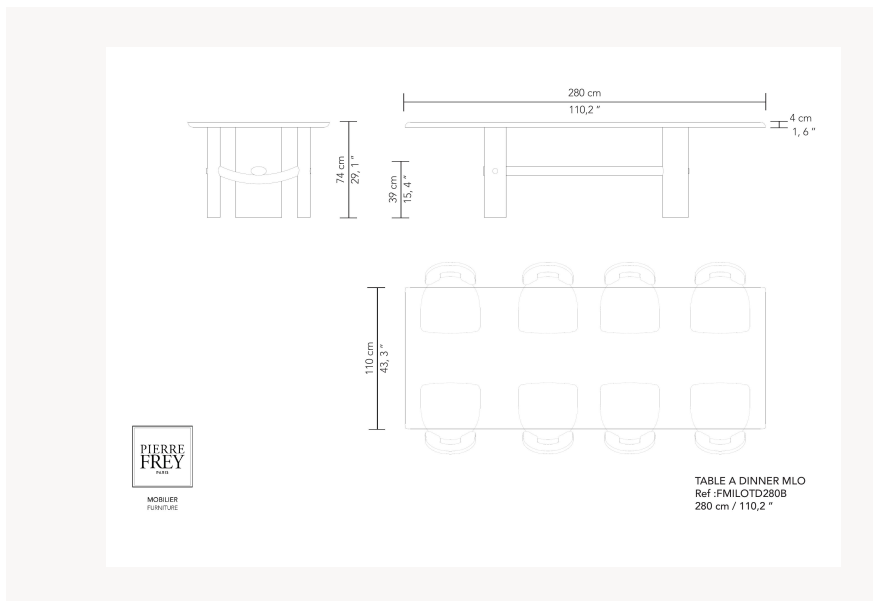 280 cm
110,2 "
4 cm
1, 6 "
74 cm
29, 1 "
39 cm
15, 4 "
110 cm
43, 3 "
PIERRE
FREY
PARIS
MOBILIER
FURNITURE
TABLE A DINNER MLO
Ref :FMILOTD280B
280 cm / 110,2 "